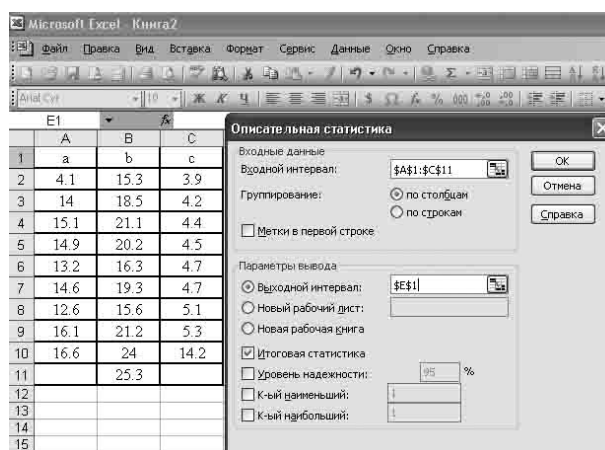 Microsoft Excel - Книга2
Файл Правка Вид Вставка Формат Сервис Данные Окно Справка
Arial Cyr 10 Ж К Ч
E1 fx
A B C
1 a b c
2 4.1 15.3 3.9
3 14 18.5 4.2
4 15.1 21.1 4.4
5 14.9 20.2 4.5
6 13.2 16.3 4.7
7 14.6 19.3 4.7
8 12.6 15.6 5.1
9 16.1 21.2 5.3
10 16.6 24 14.2
11 25.3
12
13
14
15
Описательная статистика
Входные данные
Входной интервал: $A$1:$C$11
Группирование: по столбцам
по строкам
Метки в первой строке
OK
Отмена
Справка
Параметры вывода
Выходной интервал: $E$1
Новый рабочий лист:
Новая рабочая книга
Итоговая статистика
Уровень надежности: 95 %
К-ый наименьший: 1
К-ый наибольший: 1